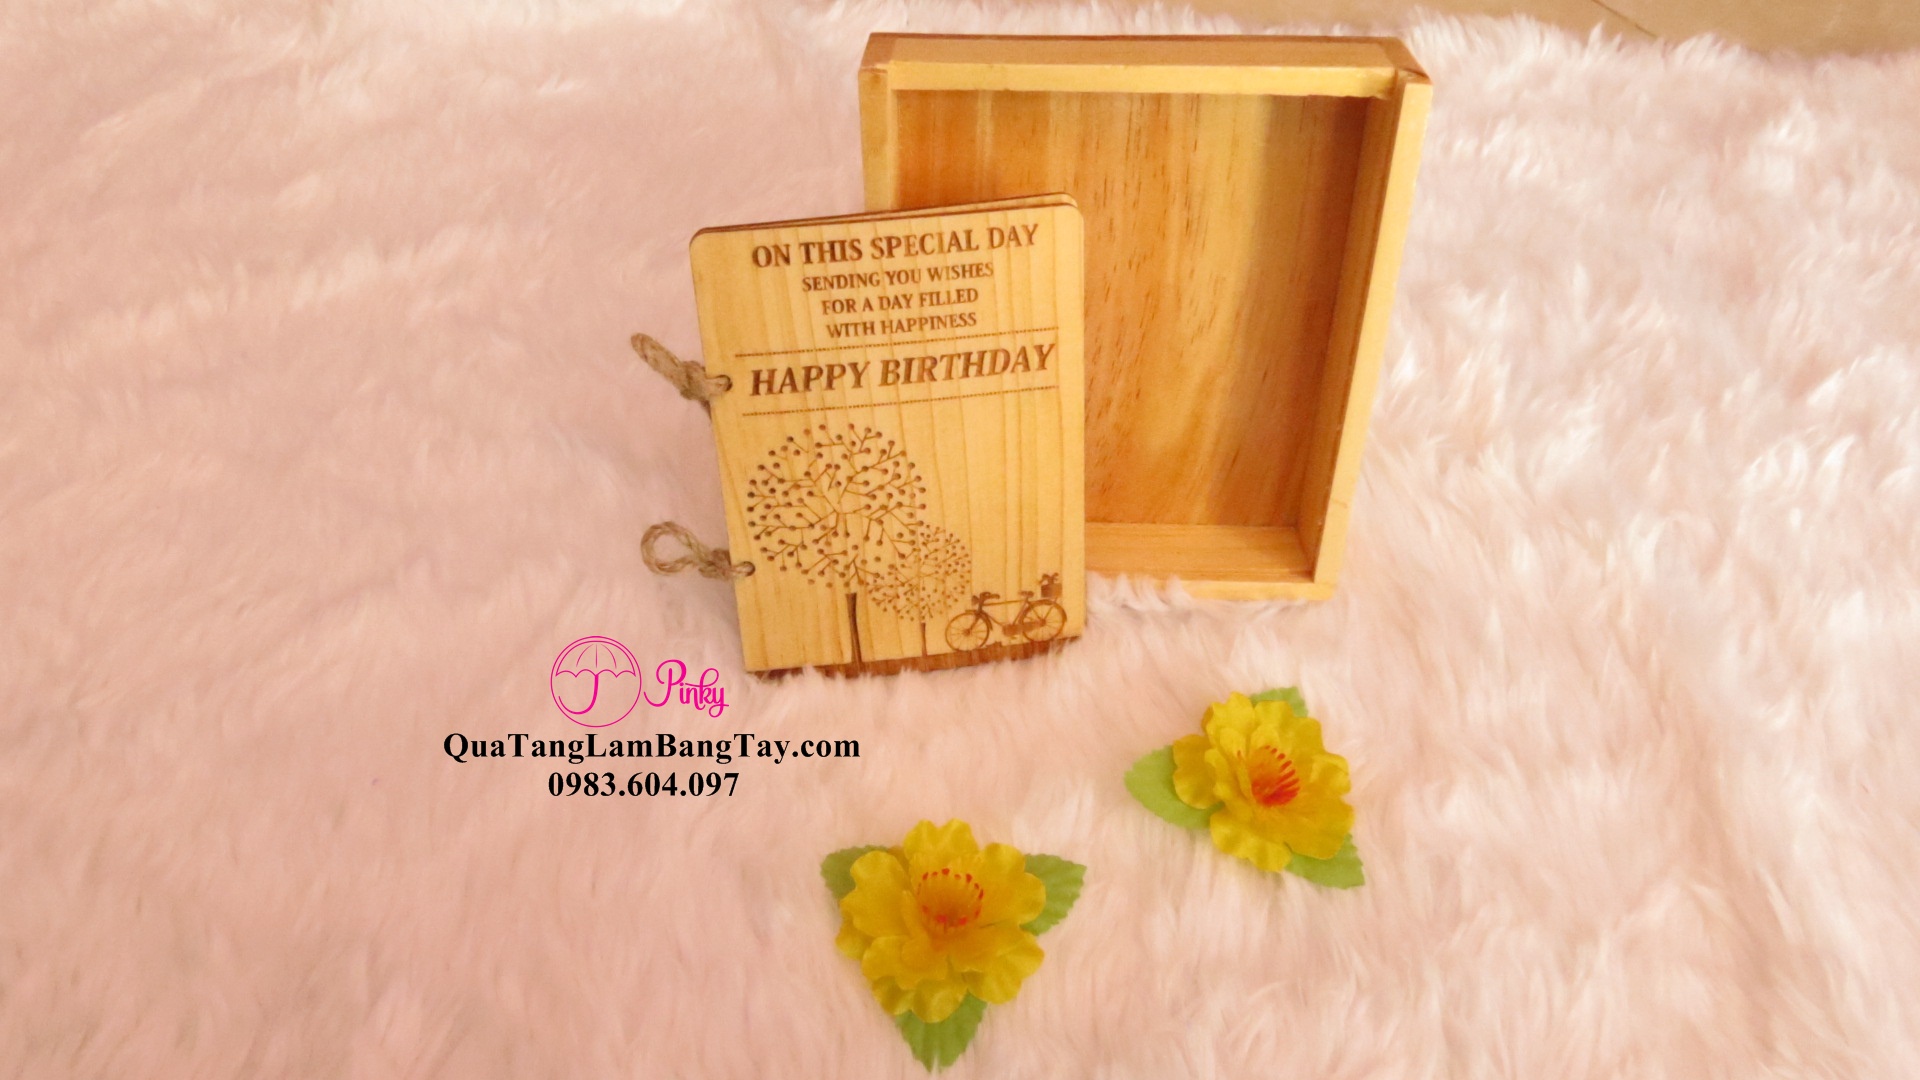 ON THIS SPECIAL DAY
SENDING YOU WISHES
FOR A DAY FILLED
WITH HAPPINESS
HAPPY BIRTHDAY
Pinky
QuaTangLamBangTay.com
0983.604.097